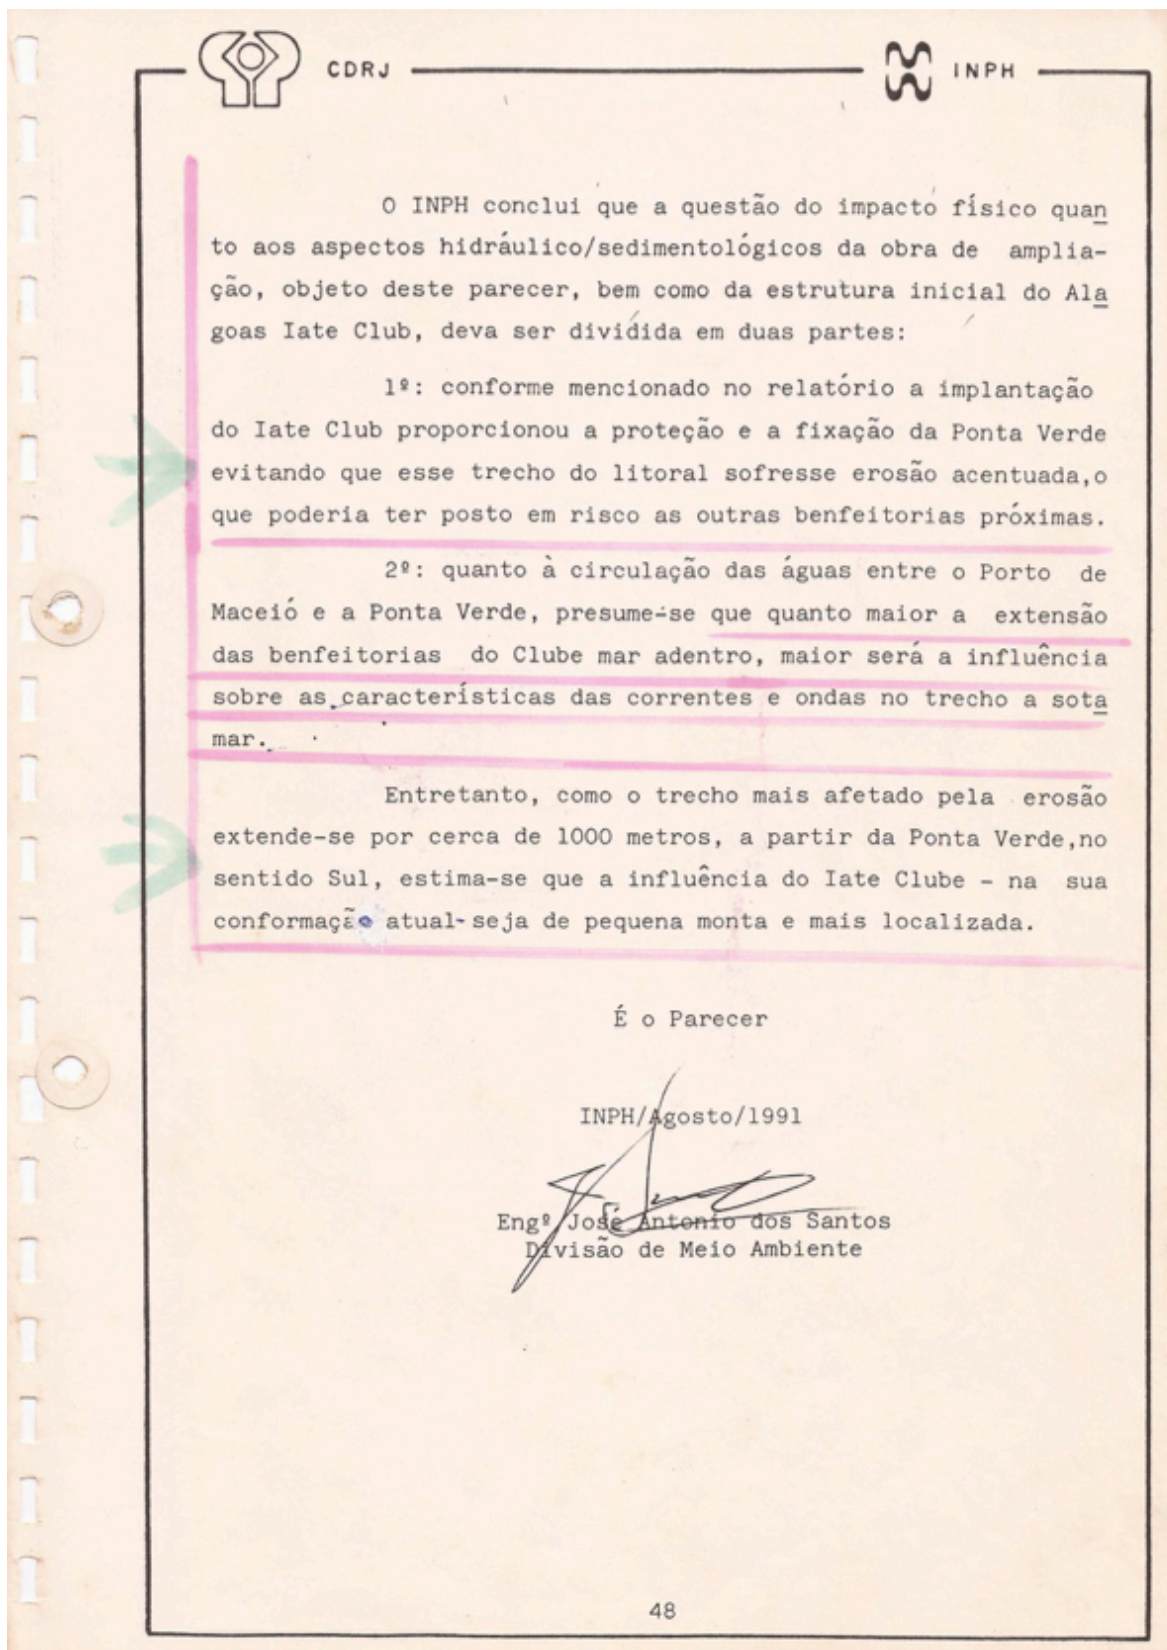 CDRJ INPH
O INPH conclui que a questão do impacto físico quan
to aos aspectos hidráulico/sedimentológicos da obra de amplia-
ção, objeto deste parecer, bem como da estrutura inicial do Ala
goas Iate Club, deva ser dividida em duas partes:
1º: conforme mencionado no relatório a implantação
do Iate Club proporcionou a proteção e a fixação da Ponta Verde
evitando que esse trecho do litoral sofresse erosão acentuada,o
que poderia ter posto em risco as outras benfeitorias próximas.
2º: quanto à circulação das águas entre o Porto de
Maceió e a Ponta Verde, presume-se que quanto maior a extensão
das benfeitorias do Clube mar adentro, maior será a influência
sobre as características das correntes e ondas no trecho a sota
mar.
Entretanto, como o trecho mais afetado pela erosão
extende-se por cerca de 1000 metros, a partir da Ponta Verde,no
sentido Sul, estima-se que a influência do Iate Clube - na sua
conformação atual-seja de pequena monta e mais localizada.
É o Parecer
INPH/Agosto/1991
Engº José Antonio dos Santos
Divisão de Meio Ambiente
48